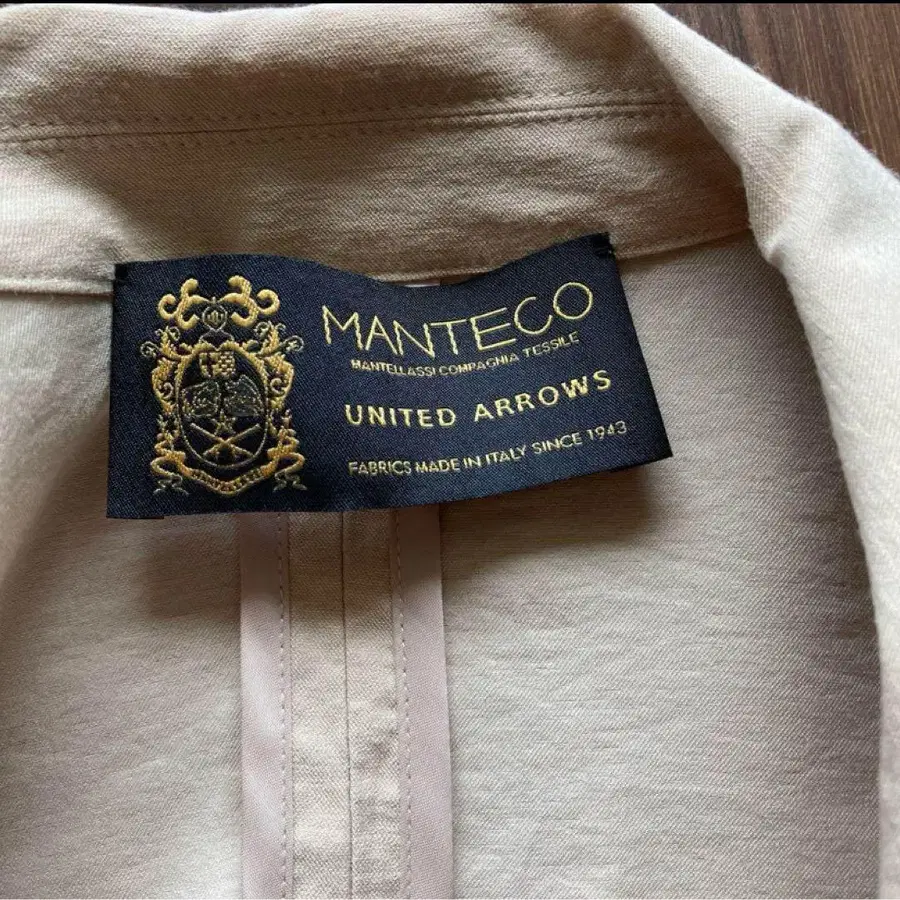 MANTECO
MANTELLASSI COMPAGNIA TESSILE
UNITED ARROWS
FABRICS MADE IN ITALY SINCE 1943